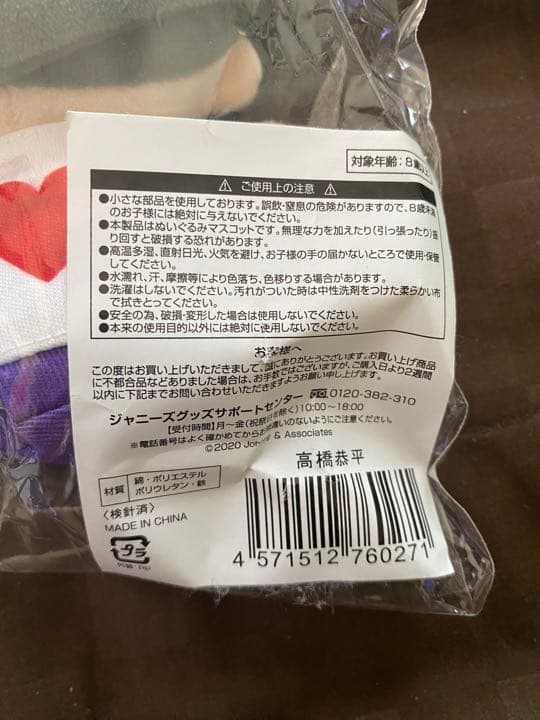 対象年齢:8歳以上
⚠ ご使用上の注意 ⚠
●小さな部品を使用しております。誤飲・窒息の危険がありますので、8歳未満
のお子様には絶対に与えないでください。
●本製品はぬいぐるみマスコットです。無理な力を加えたり(引っ張ったり)振
り回すと破損する恐れがあります。
●高温多湿、直射日光、火気を避け、お子様の手の届かないところで使用・保管
してください。
●水濡れ、汗、摩擦等により色落ち、色移りする場合があります。
●洗濯はしないでください。汚れがついた時は中性洗剤をつけた柔らかい布
で拭きとってください。
●安全の為、破損・変形した場合は使用しないでください。
●本来の使用目的以外には絶対に使用しないでください。
お客様へ
この度はお買い上げいただきまして、誠にありがとうございます。お買い上げ商品
に不都合品などありました場合は、お手数ではございますが、ご購入日より2週間
以内に下記までお問い合わせいただきますようお願い申し上げます。
ジャニーズグッズサポートセンター 0120-382-310
【受付時間】月~金(祝祭日を除く)10:00~18:00
※電話番号はよく確かめてからお間違いのないようにご注意ください。
©2020 Johnny & Associates
高橋恭平
材質 綿・ポリエステル
ポリウレタン・鉄
〈検針済〉
MADE IN CHINA
プラ
外装:PP
4 571512 760271